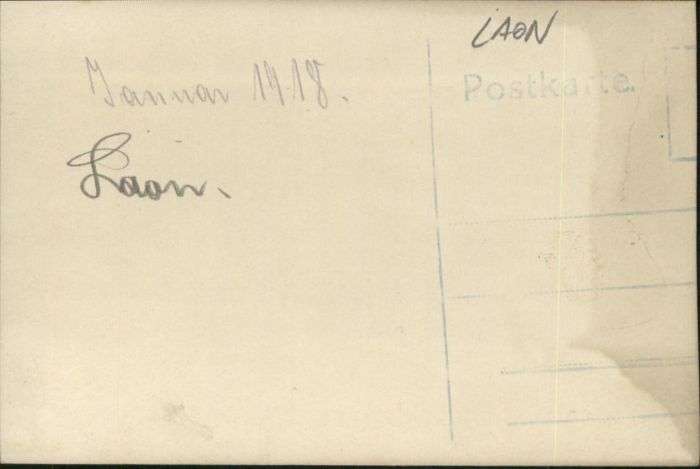 LAON
Postkarte.
Januar 1918.
Laon.